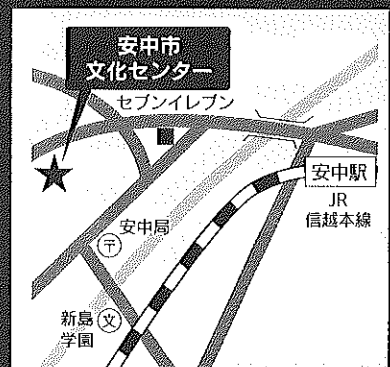 安中市
文化センター
セブンイレブン
安中駅
JR
信越本線
安中局
〒
新島
学園
文